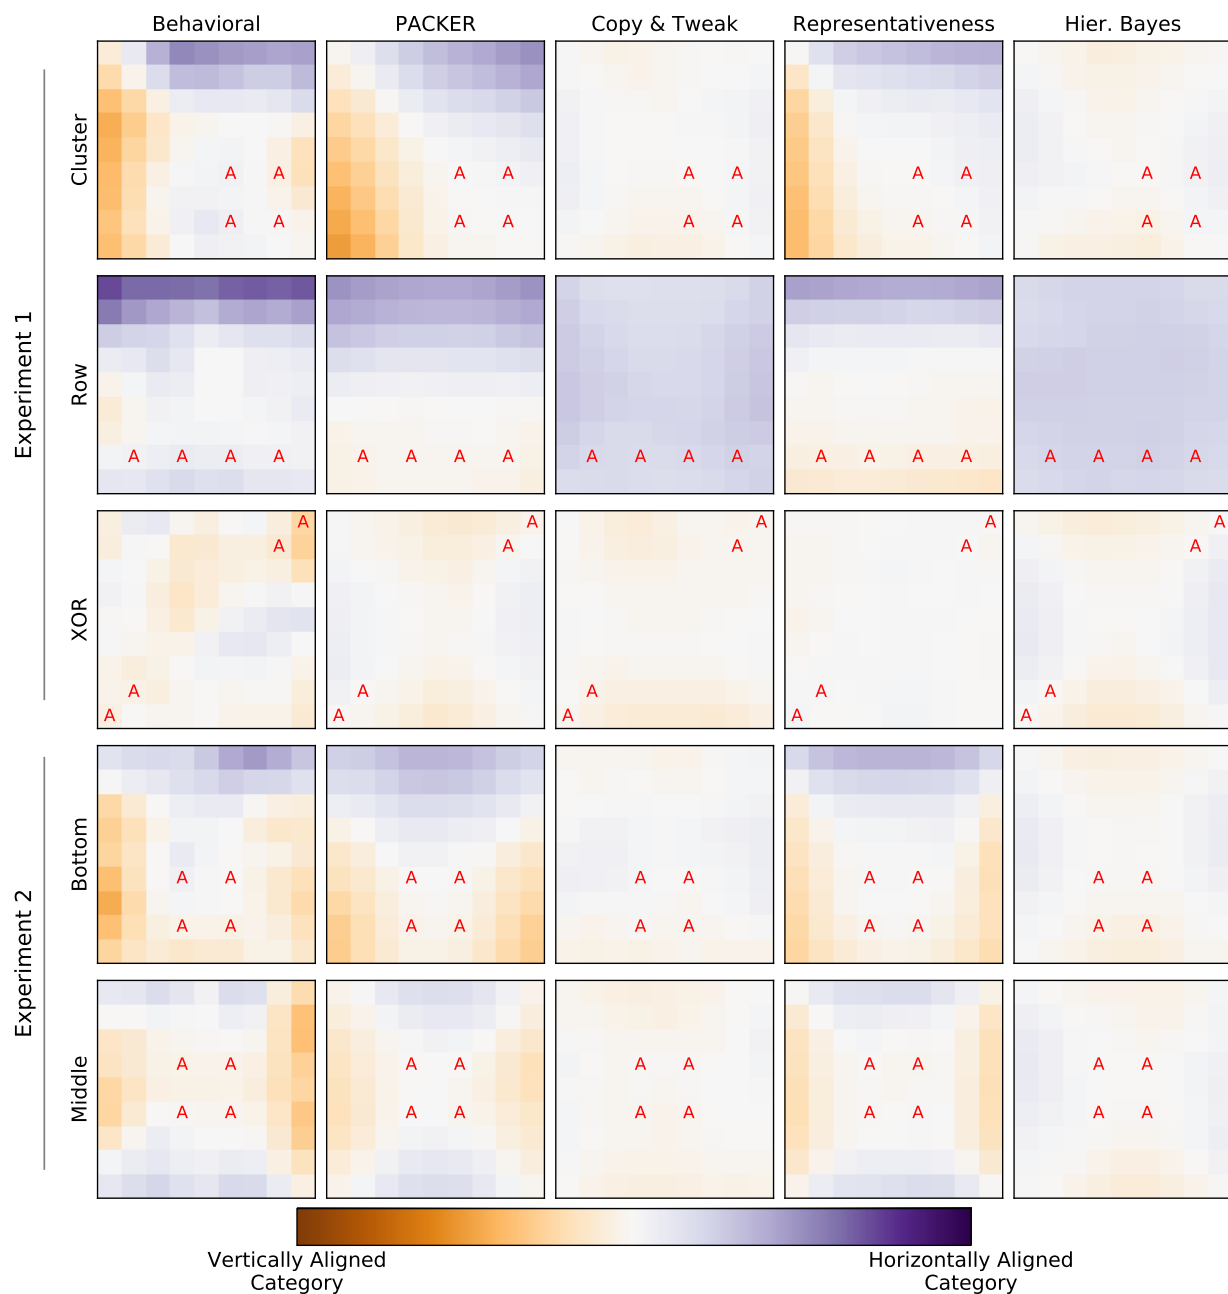 Behavioral PACKER Copy & Tweak Representativeness Hier. Bayes
Experiment 1
Cluster
A A A A A A A A A A
A A A A A A A A A A
Row
A A A A A A A A A A A A A A A A A A A A
XOR
A A A A A
A A A A A
A A A A A
A A A A A
Experiment 2
Bottom
A A A A A A A A A A
A A A A A A A A A A
Middle
A A A A A A A A A A
A A A A A A A A A A
Vertically Aligned
Category
Horizontally Aligned
Category